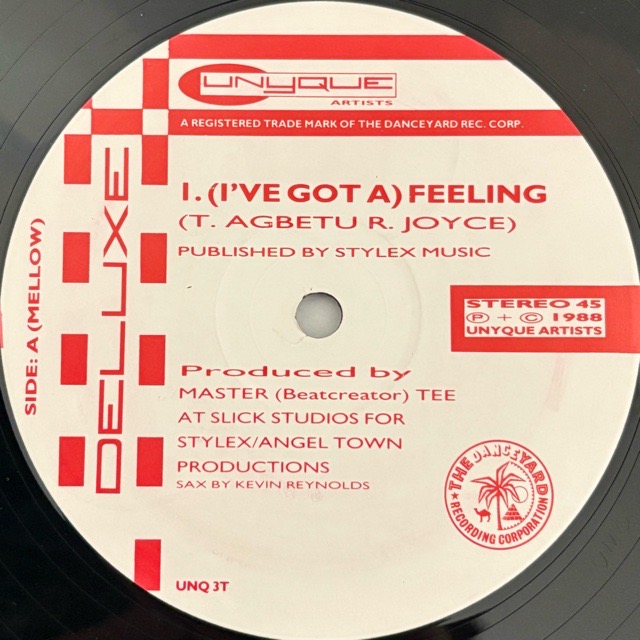 UNYQUE
ARTISTS
A REGISTERED TRADE MARK OF THE DANCEYARD REC. CORP.
1. (I'VE GOT A) FEELING
(T. AGBETU R. JOYCE)
PUBLISHED BY STYLEX MUSIC
SIDE: A (MELLOW)
DELUXE
STEREO 45
Ⓟ + © 1988
UNYQUE ARTISTS
Produced by
MASTER (Beatcreator) TEE
AT SLICK STUDIOS FOR
STYLEX/ANGEL TOWN
PRODUCTIONS
SAX BY KEVIN REYNOLDS
THE DANCEYARD
RECORDING CORPORATION
UNQ 3T